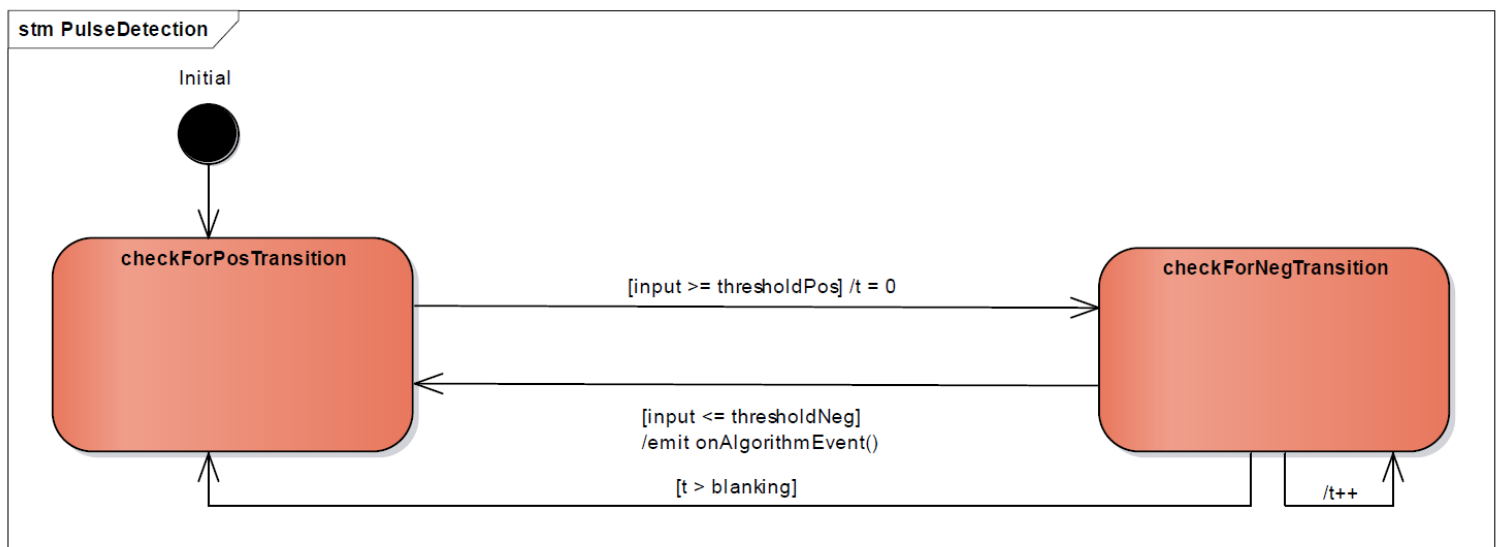 stm PulseDetection
Initial
checkForPosTransition
checkForNegTransition
[input >= thresholdPos] /t = 0
[input <= thresholdNeg]
/emit onAlgorithmEvent()
[t > blanking]
/t++